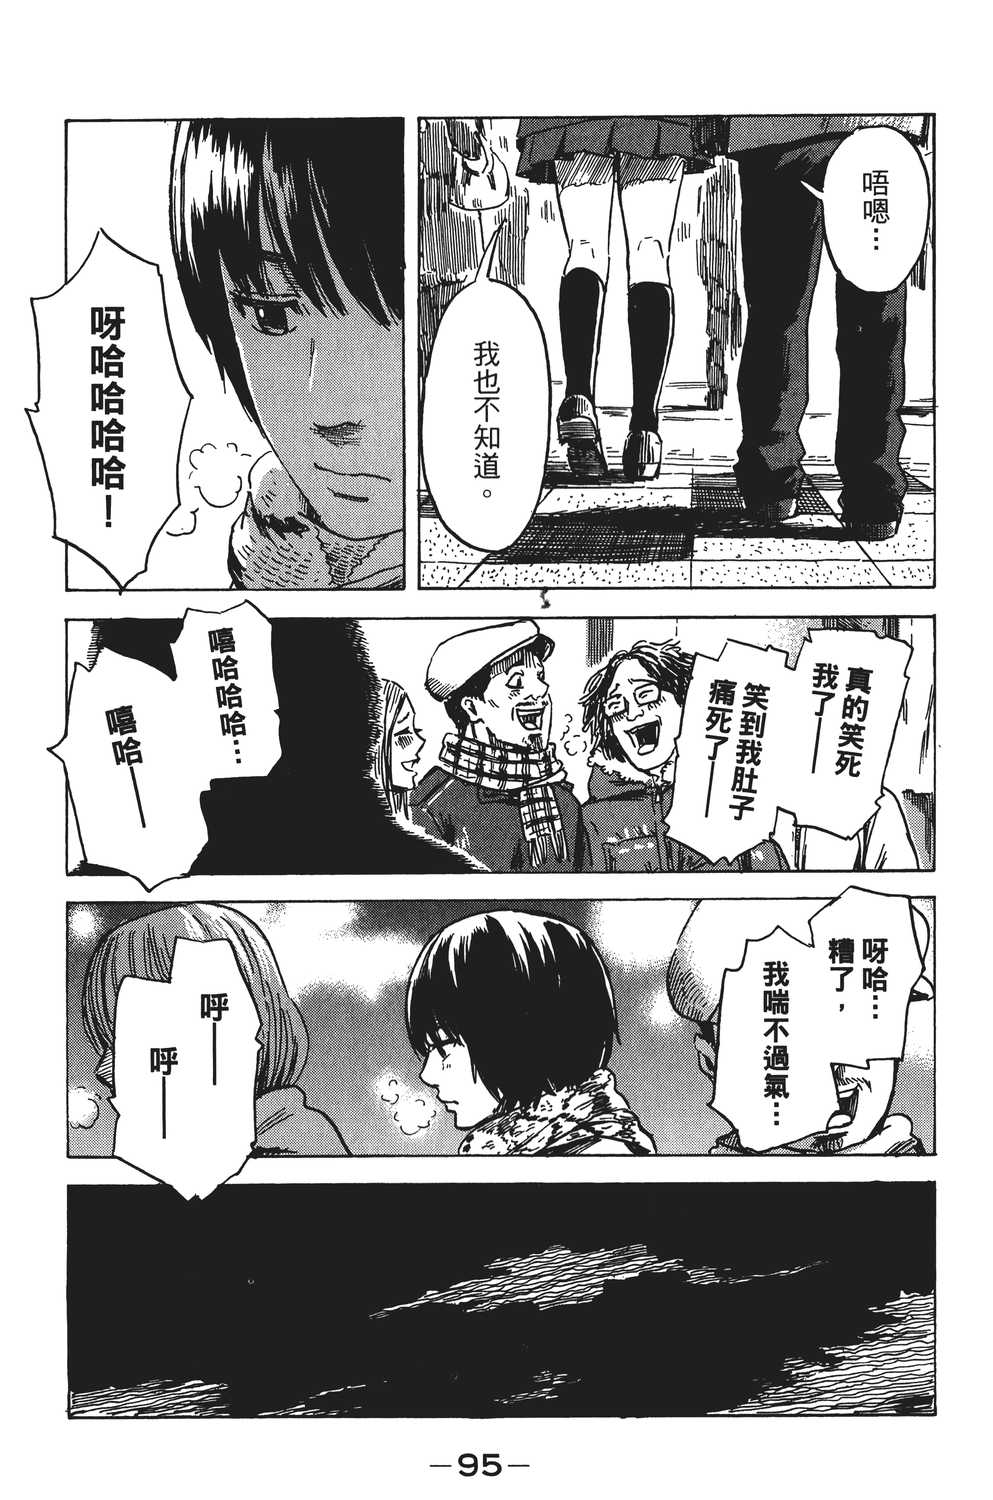 唔嗯…
我也不知道。
呀哈哈哈哈！
真的笑死
我了——
笑到我肚子
痛死了——
嘻哈哈哈…
嘻哈——
呀哈…
糟了，
我喘不過氣…
呼——
呼——
—95—